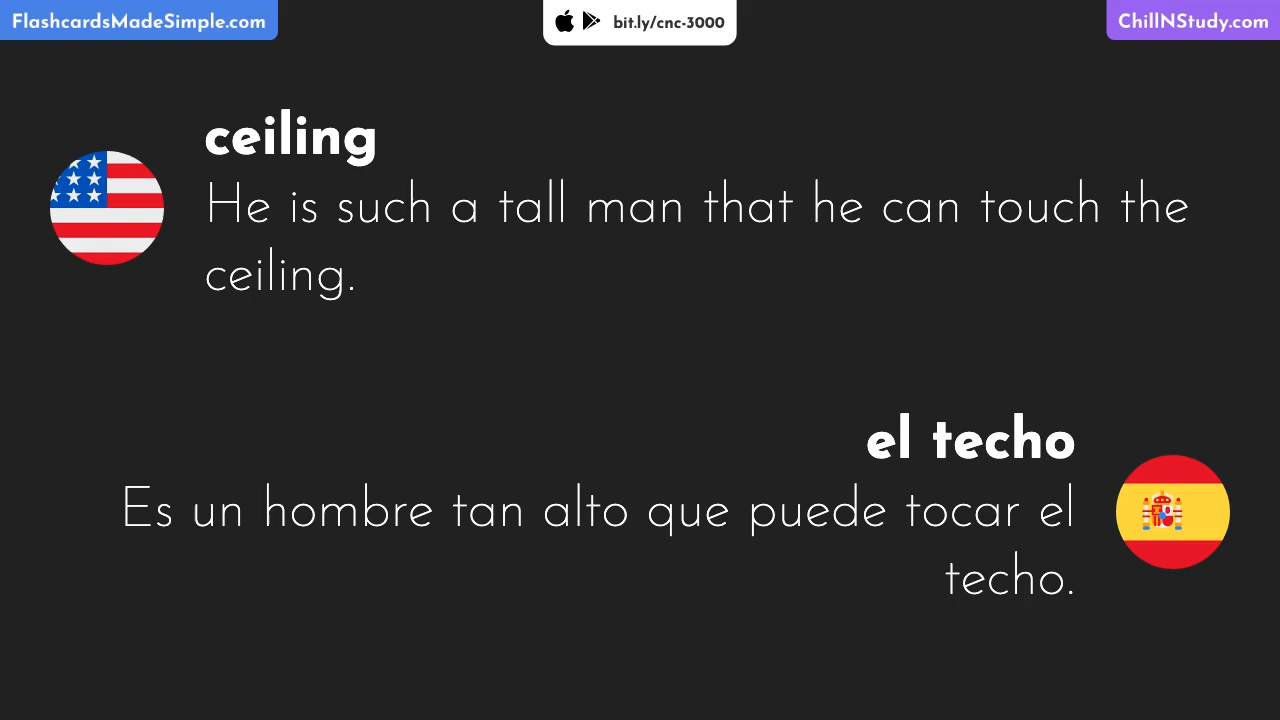 FlashcardsMadeSimple.com
bit.ly/cnc-3000
ChillNStudy.com
ceiling
He is such a tall man that he can touch the
ceiling.
el techo
Es un hombre tan alto que puede tocar el
techo.